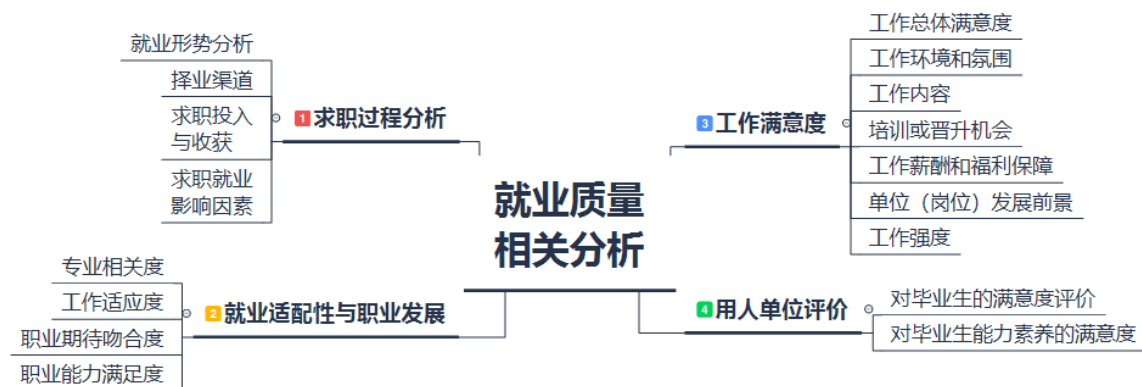 就业质量
相关分析
1 求职过程分析
就业形势分析
择业渠道
求职投入
与收获
求职就业
影响因素
2 就业适配性与职业发展
专业相关度
工作适应度
职业期待吻合度
职业能力满足度
3 工作满意度
工作总体满意度
工作环境和氛围
工作内容
培训或晋升机会
工作薪酬和福利保障
单位（岗位）发展前景
工作强度
4 用人单位评价
对毕业生的满意度评价
对毕业生能力素养的满意度